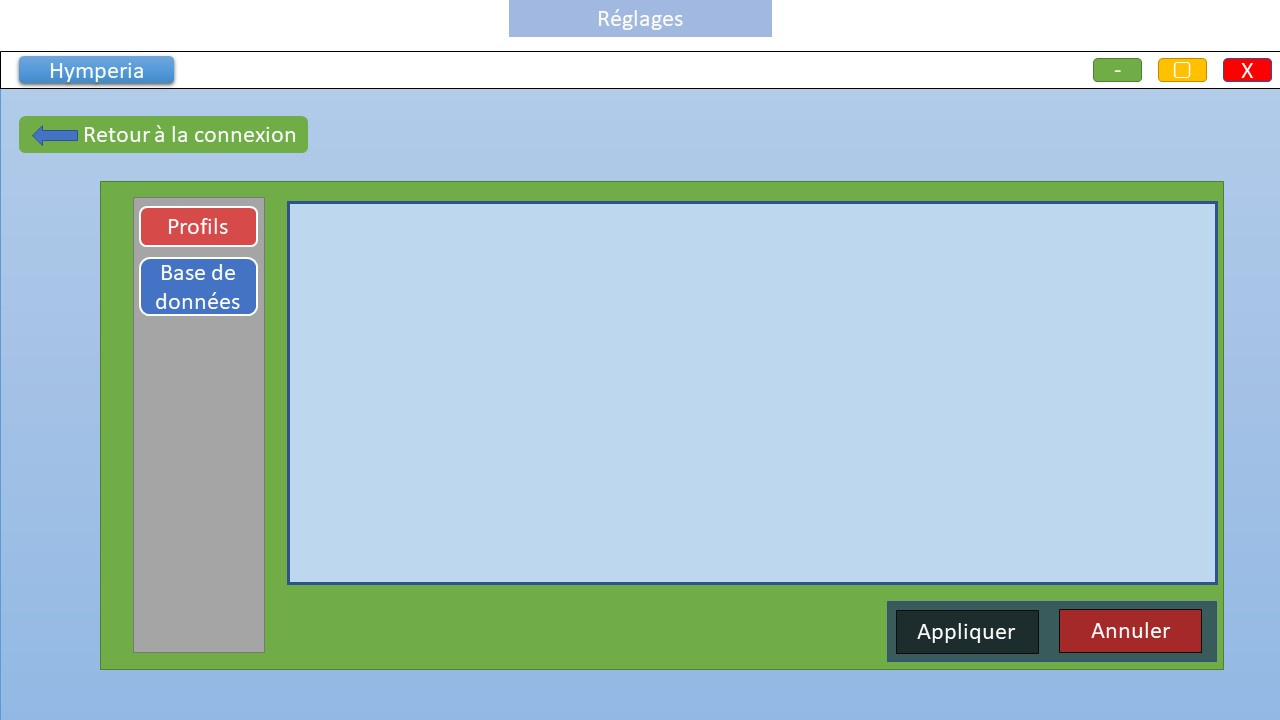 Réglages
Hymperia
-
X
Retour à la connexion
Profils
Base de
données
Appliquer
Annuler